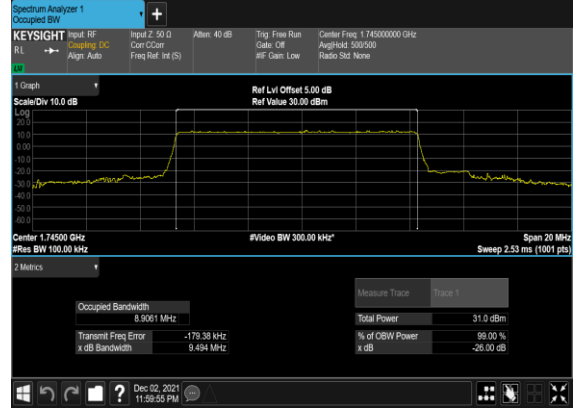 Spectrum Analyzer 1
Occupied BW
+
KEYSIGHT
RL
Input: RF
Coupling: DC
Align: Auto
Input Z: 50 Ω
Corr CCorr
Freq Ref: Int (S)
Atten: 40 dB
Trig: Free Run
Gate: Off
#IF Gain: Low
Center Freq: 1.745000000 GHz
Avg|Hold: 500/500
Radio Std: None
1 Graph
Scale/Div 10.0 dB
Ref Lvl Offset 5.00 dB
Ref Value 30.00 dBm
Log
20.0
10.0
0.00
-10.0
-20.0
-30.0
-40.0
-50.0
-60.0
Center 1.74500 GHz
#Res BW 100.00 kHz
#Video BW 300.00 kHz*
Span 20 MHz
Sweep 2.53 ms (1001 pts)
2 Metrics
Measure Trace
Trace 1
Occupied Bandwidth
8.9061 MHz
Total Power
31.0 dBm
Transmit Freq Error
-179.38 kHz
% of OBW Power
99.00 %
x dB Bandwidth
9.494 MHz
x dB
-26.00 dB
?
Dec 02, 2021
11:59:55 PM